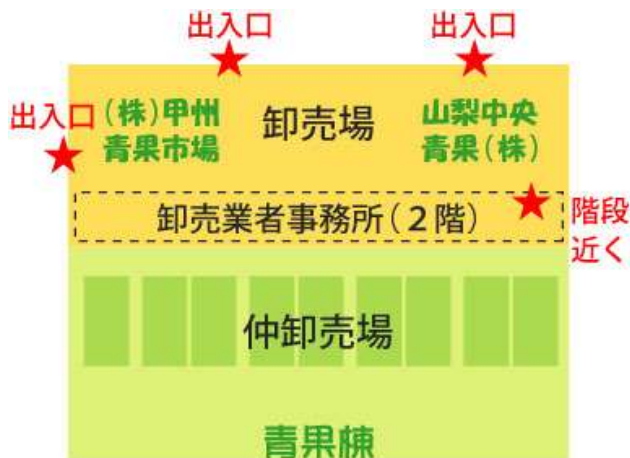 出入口
出入口
出入口
(株)甲州
青果市場
卸売場
山梨中央
青果(株)
卸売業者事務所(2階)
階段
近く
仲卸売場
青果棟